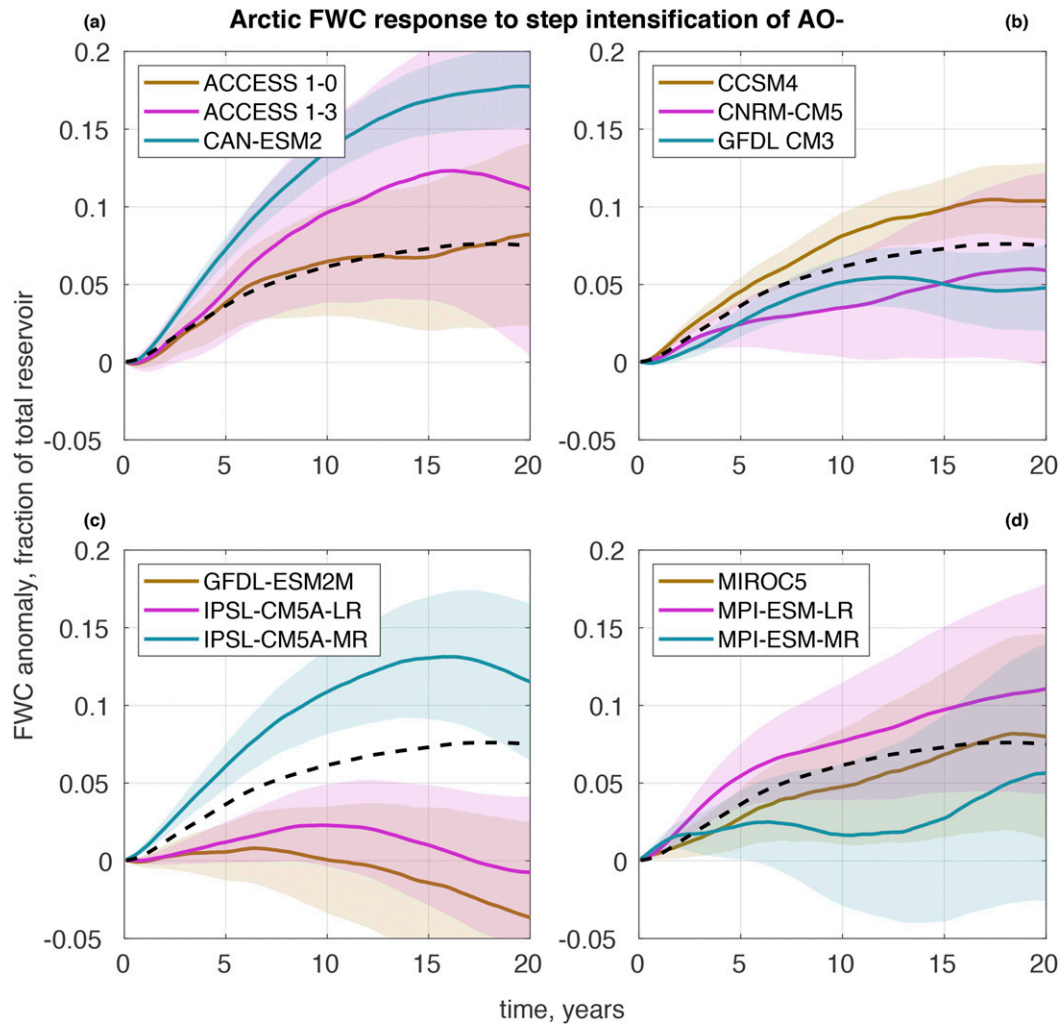 Arctic FWC response to step intensification of AO-
(a)
0.2
0.15
0.1
0.05
0
-0.05
0
5
10
15
20
ACCESS 1-0
ACCESS 1-3
CAN-ESM2
(b)
0.2
0.15
0.1
0.05
0
-0.05
0
5
10
15
20
CCSM4
CNRM-CM5
GFDL CM3
FWC anomaly, fraction of total reservoir
(c)
0.2
0.15
0.1
0.05
0
-0.05
0
5
10
15
20
GFDL-ESM2M
IPSL-CM5A-LR
IPSL-CM5A-MR
(d)
0.2
0.15
0.1
0.05
0
-0.05
0
5
10
15
20
MIROC5
MPI-ESM-LR
MPI-ESM-MR
time, years